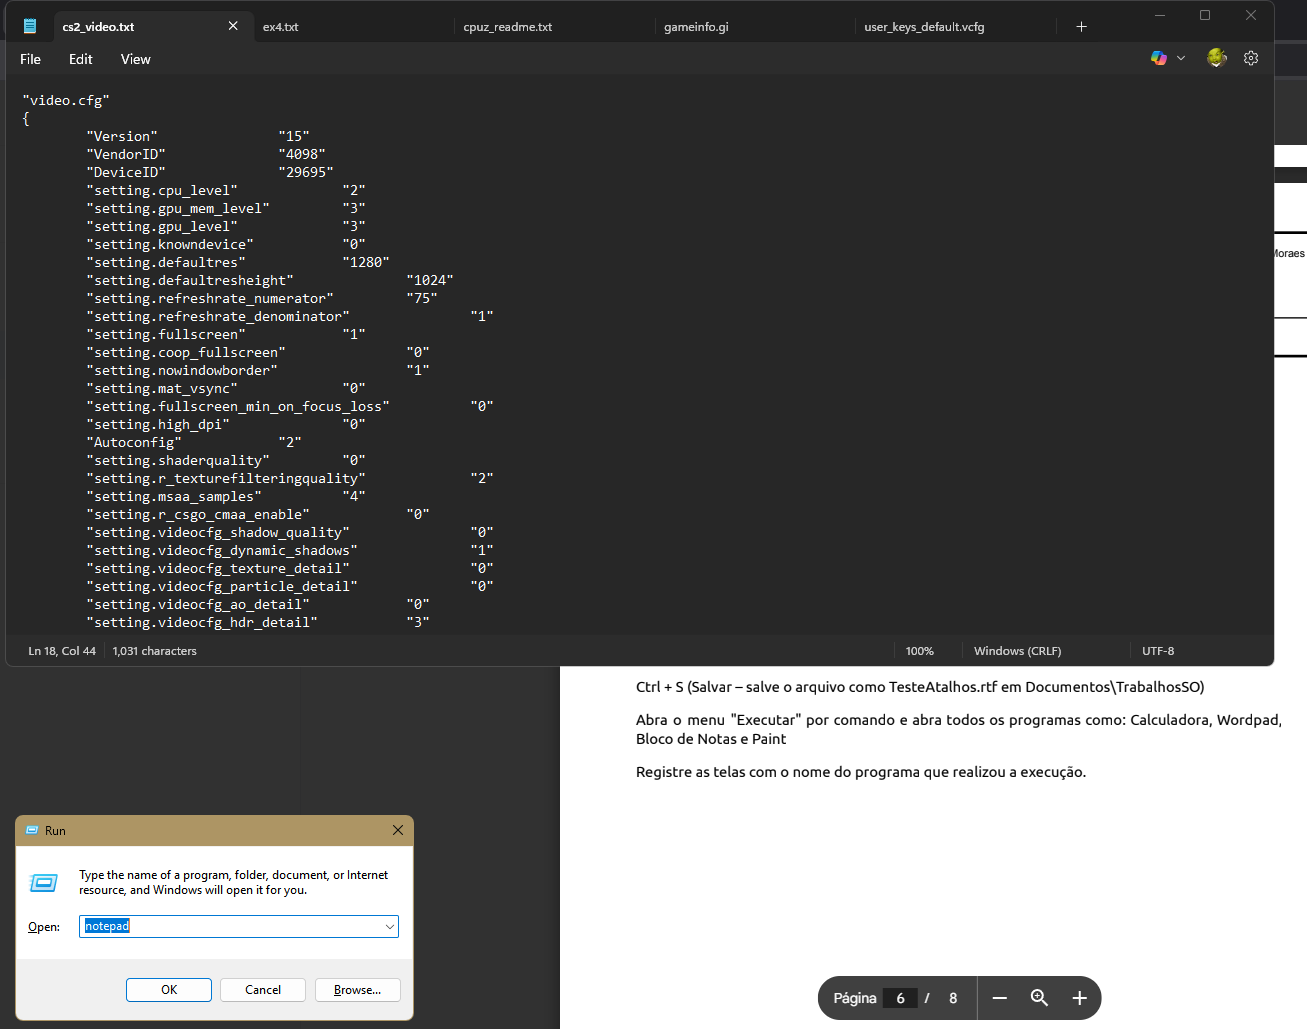 cs2_video.txt
ex4.txt
cpuz_readme.txt
gameinfo.gi
user_keys_default.vcfg
File Edit View
"video.cfg"
{
"Version" "15"
"VendorID" "4098"
"DeviceID" "29695"
"setting.cpu_level" "2"
"setting.gpu_mem_level" "3"
"setting.gpu_level" "3"
"setting.knowndevice" "0"
"setting.defaultres" "1280"
"setting.defaultresheight" "1024"
"setting.refreshrate_numerator" "75"
"setting.refreshrate_denominator" "1"
"setting.fullscreen" "1"
"setting.coop_fullscreen" "0"
"setting.nowindowborder" "1"
"setting.mat_vsync" "0"
"setting.fullscreen_min_on_focus_loss" "0"
"setting.high_dpi" "0"
"Autoconfig" "2"
"setting.shaderquality" "0"
"setting.r_texturefilteringquality" "2"
"setting.msaa_samples" "4"
"setting.r_csgo_cmaa_enable" "0"
"setting.videocfg_shadow_quality" "0"
"setting.videocfg_dynamic_shadows" "1"
"setting.videocfg_texture_detail" "0"
"setting.videocfg_particle_detail" "0"
"setting.videocfg_ao_detail" "0"
"setting.videocfg_hdr_detail" "3"
Ln 18, Col 44 1,031 characters 100% Windows (CRLF) UTF-8
Moraes
Ctrl + S (Salvar – salve o arquivo como TesteAtalhos.rtf em Documentos\TrabalhosSO)
Abra o menu "Executar" por comando e abra todos os programas como: Calculadora, Wordpad,
Bloco de Notas e Paint
Registre as telas com o nome do programa que realizou a execução.
Run
Type the name of a program, folder, document, or Internet
resource, and Windows will open it for you.
Open: notepad
OK Cancel Browse...
Página 6 / 8